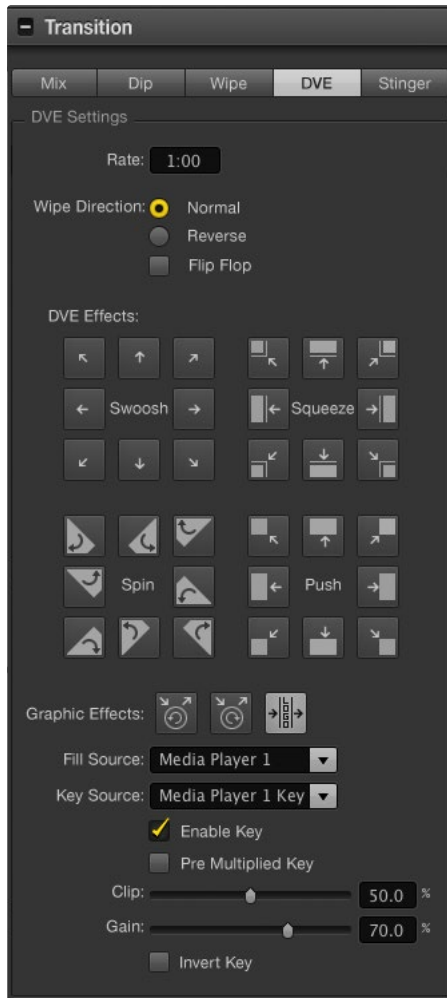 Transition
Mix Dip Wipe DVE Stinger
DVE Settings
Rate: 1:00
Wipe Direction: Normal
Reverse
Flip Flop
DVE Effects:
Swoosh Squeeze
Spin Push
Graphic Effects: LOGO
Fill Source: Media Player 1
Key Source: Media Player 1 Key
Enable Key
Pre Multiplied Key
Clip: 50.0 %
Gain: 70.0 %
Invert Key